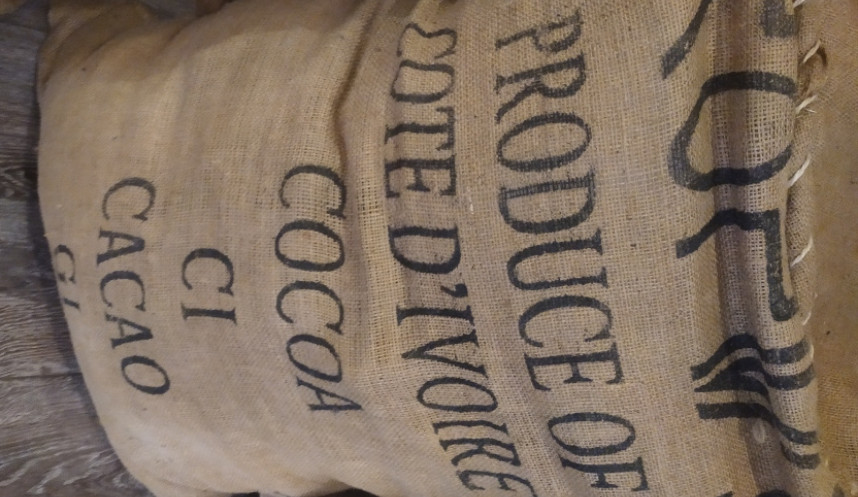 PRODUCE OF
COTE D'IVOIRE
COCOA
CI
CACAO